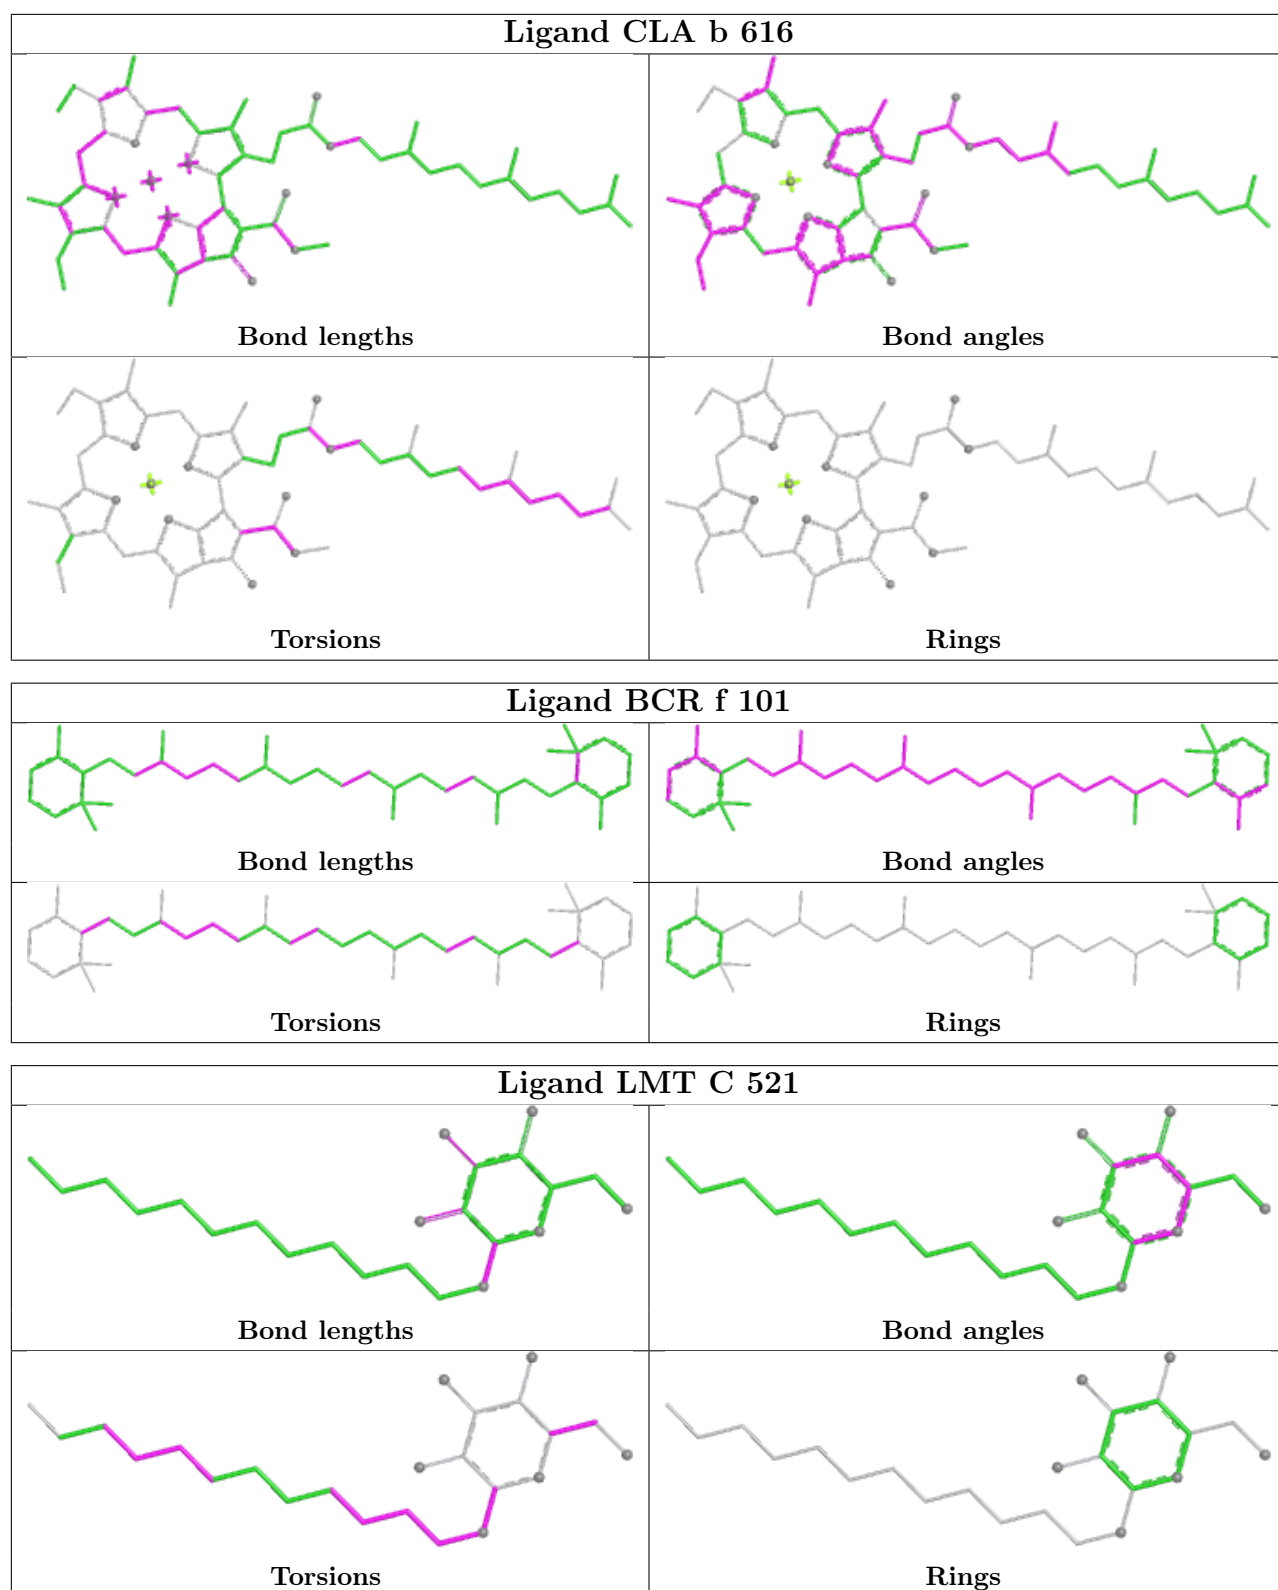 Ligand CLA b 616
Bond lengths
Bond angles
Torsions
Rings
Ligand BCR f 101
Bond lengths
Bond angles
Torsions
Rings
Ligand LMT C 521
Bond lengths
Bond angles
Torsions
Rings